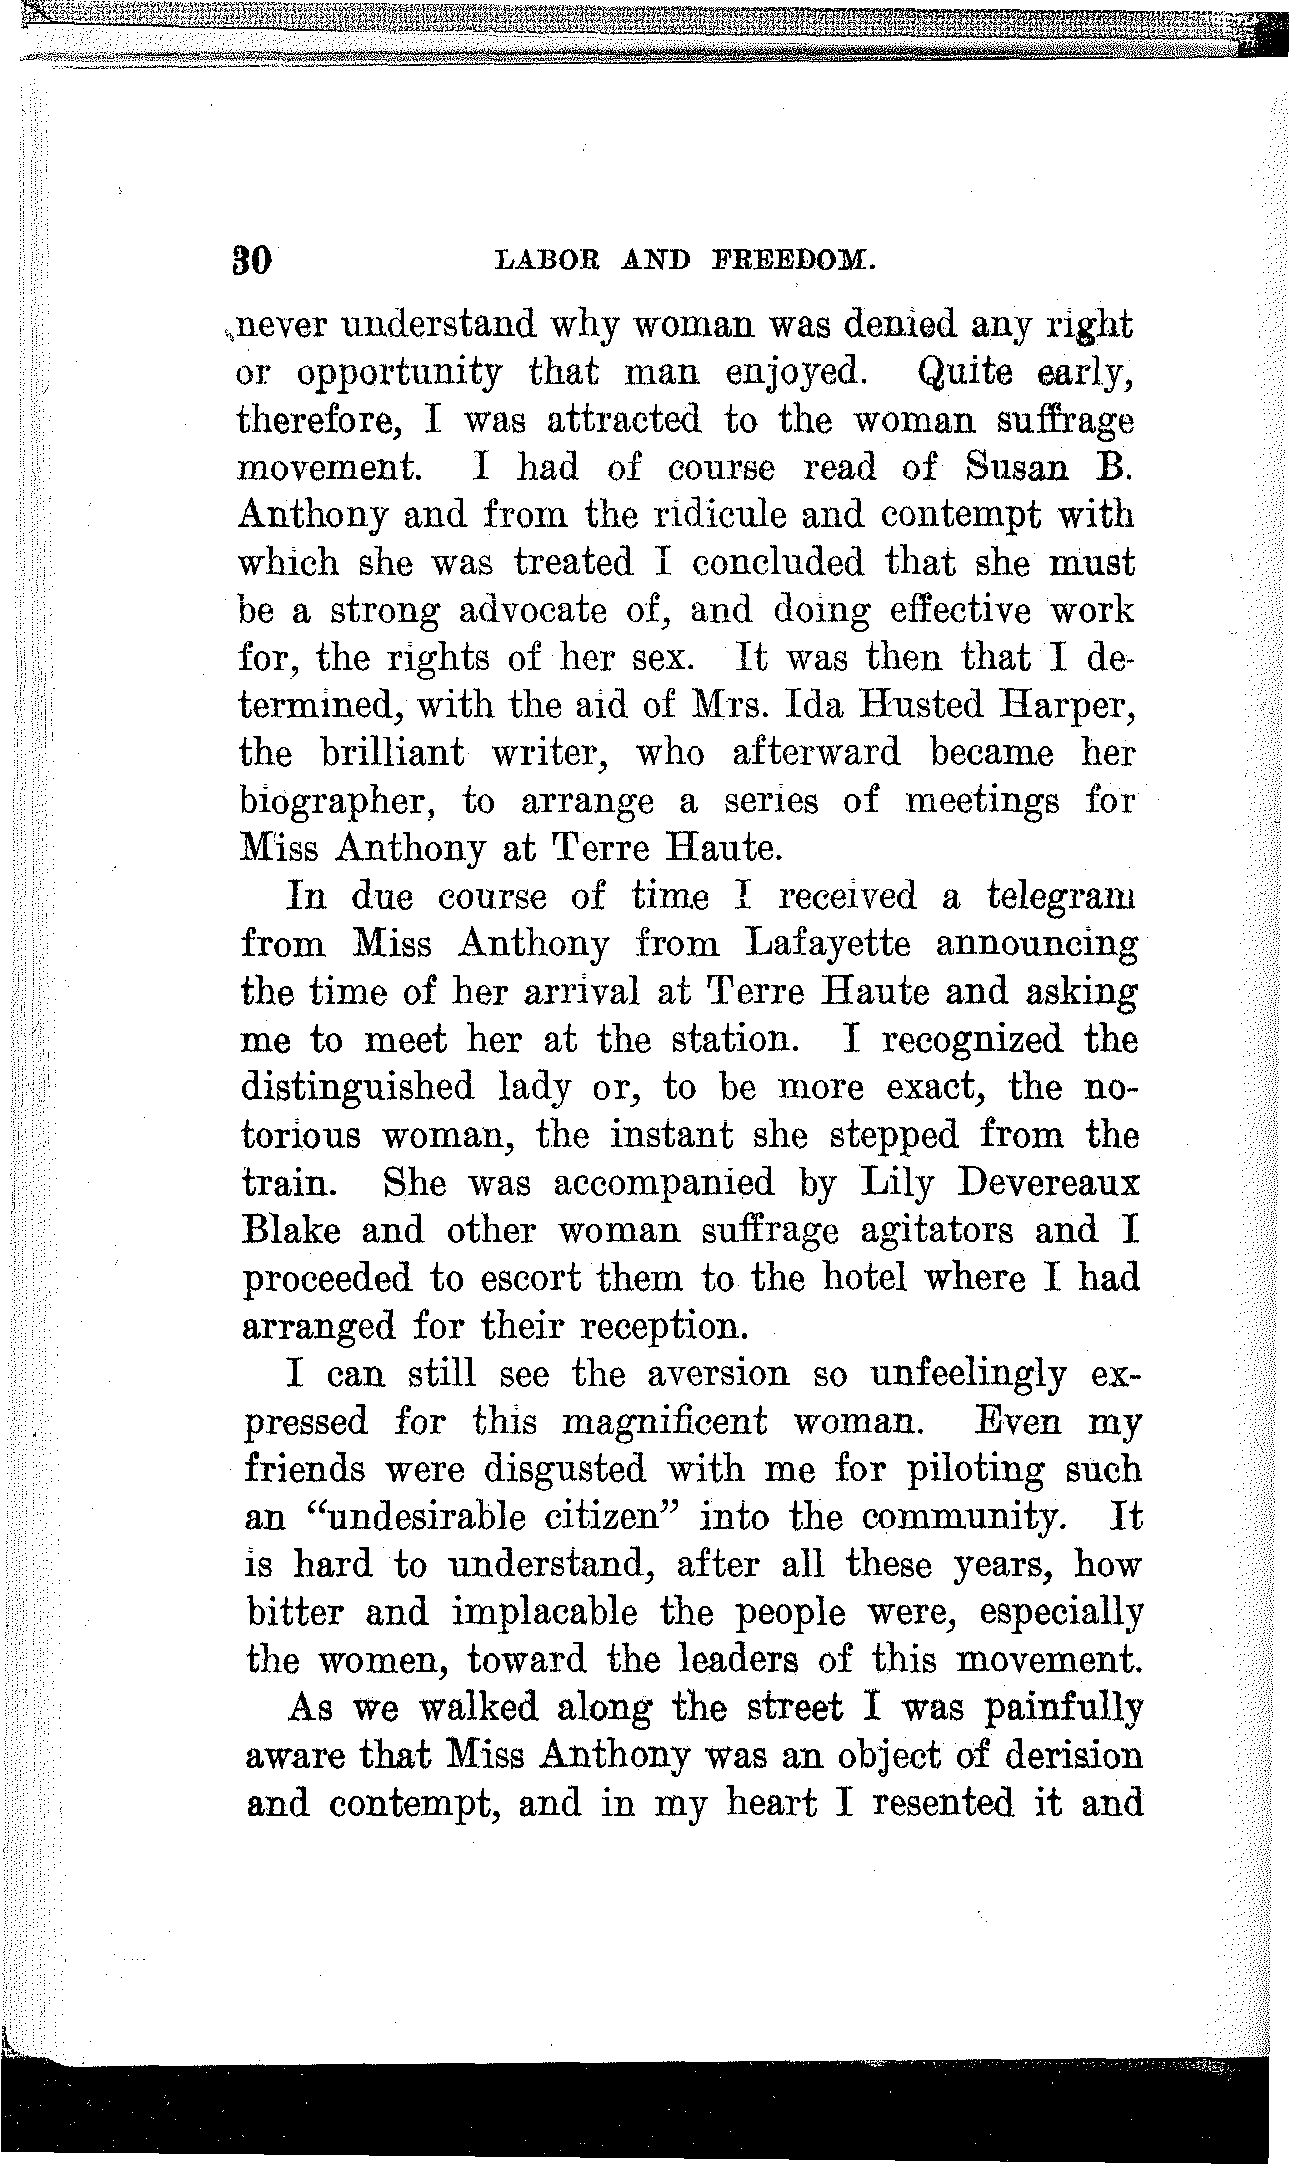 30 LABOR AND FREEDOM.
never understand why woman was denied any right
or opportunity that man enjoyed. Quite early,
therefore, I was attracted to the woman suffrage
movement. I had of course read of Susan B.
Anthony and from the ridicule and contempt with
which she was treated I concluded that she must
be a strong advocate of, and doing effective work
for, the rights of her sex. It was then that I de-
termined, with the aid of Mrs. Ida Husted Harper,
the brilliant writer, who afterward became her
biographer, to arrange a series of meetings for
Miss Anthony at Terre Haute.
In due course of time I received a telegram
from Miss Anthony from Lafayette announcing
the time of her arrival at Terre Haute and asking
me to meet her at the station. I recognized the
distinguished lady or, to be more exact, the no-
torious woman, the instant she stepped from the
train. She was accompanied by Lily Devereaux
Blake and other woman suffrage agitators and I
proceeded to escort them to the hotel where I had
arranged for their reception.
I can still see the aversion so unfeelingly ex-
pressed for this magnificent woman. Even my
friends were disgusted with me for piloting such
an "undesirable citizen" into the community. It
is hard to understand, after all these years, how
bitter and implacable the people were, especially
the women, toward the leaders of this movement.
As we walked along the street I was painfully
aware that Miss Anthony was an object of derision
and contempt, and in my heart I resented it and